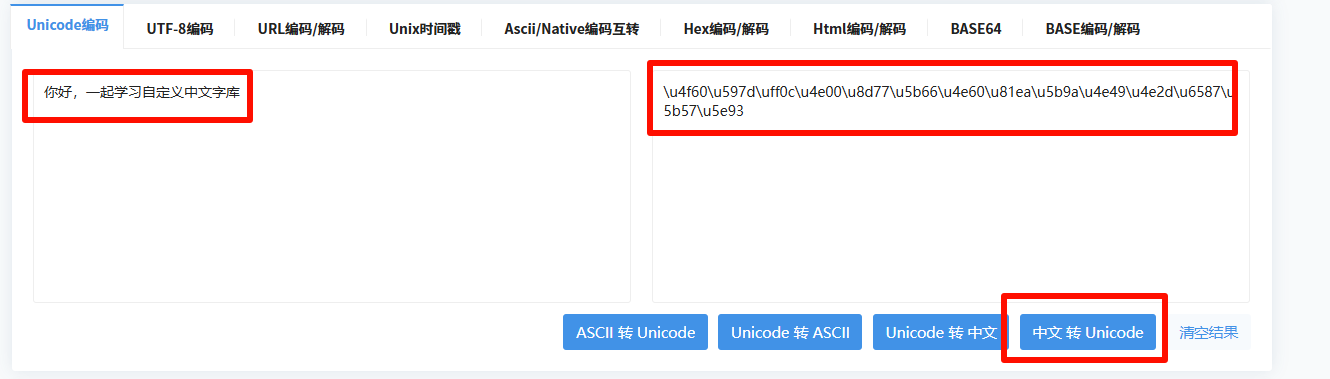 Unicode编码 UTF-8编码 URL编码/解码 Unix时间戳 Ascii/Native编码互转 Hex编码/解码 Html编码/解码 BASE64 BASE编码/解码
你好，一起学习自定义中文字库
\u4f60\u597d\uff0c\u4e00\u8d77\u5b66\u4e60\u81ea\u5b9a\u4e49\u4e2d\u6587\u
5b57\u5e93
ASCII 转 Unicode Unicode 转 ASCII Unicode 转 中文 中文 转 Unicode 清空结果